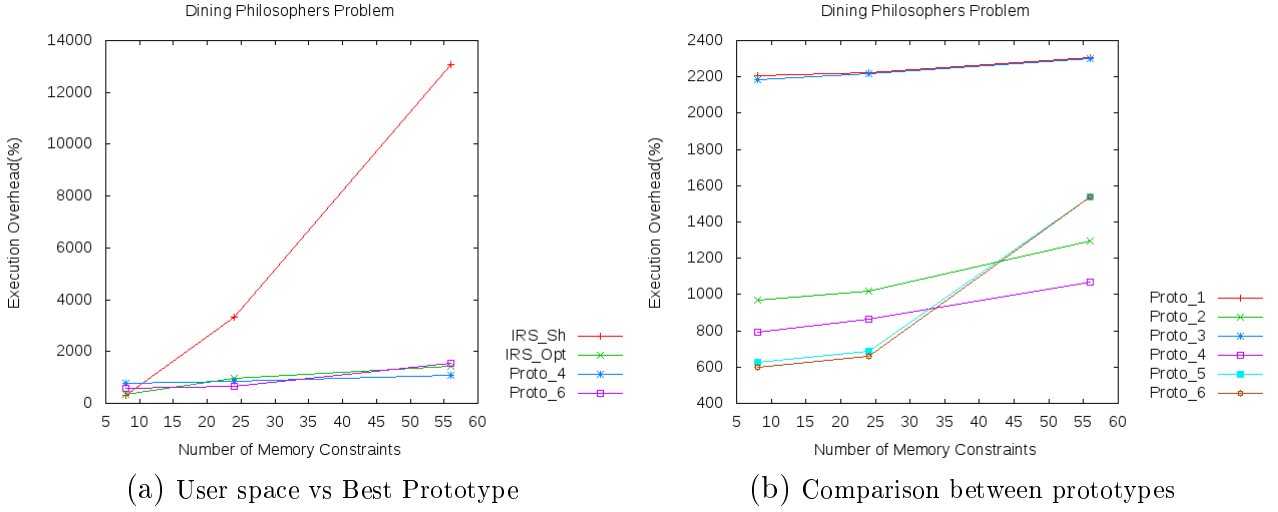 Dining Philosophers Problem
14000
12000
10000
8000
6000
4000
2000
0
Execution Overhead(%)
5 10 15 20 25 30 35 40 45 50 55 60
Number of Memory Constraints
IRS_Sh
IRS_Opt
Proto_4
Proto_6
(a) User space vs Best Prototype
Dining Philosophers Problem
2400
2200
2000
1800
1600
1400
1200
1000
800
600
400
Execution Overhead(%)
5 10 15 20 25 30 35 40 45 50 55 60
Number of Memory Constraints
Proto_1
Proto_2
Proto_3
Proto_4
Proto_5
Proto_6
(b) Comparison between prototypes